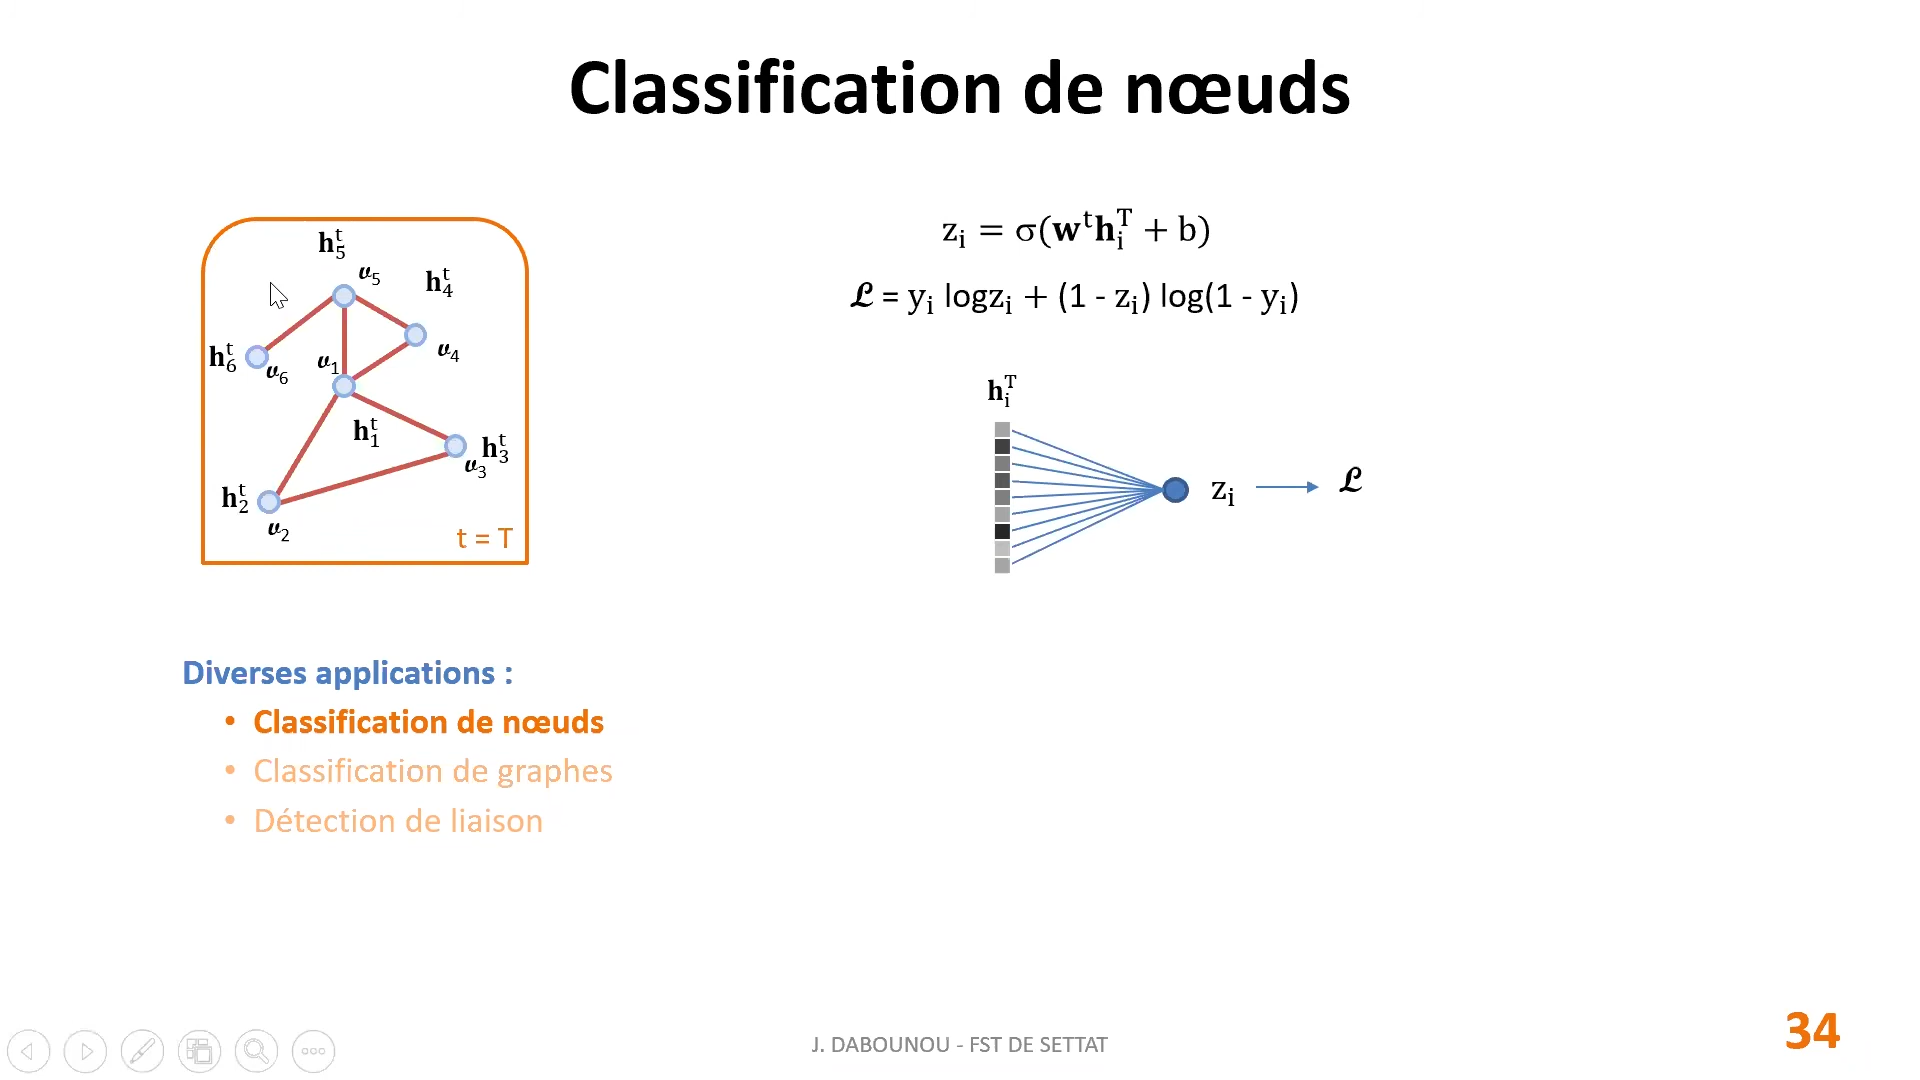 Classification de nœuds
h₅ᵗ
𝒗₅
h₄ᵗ
h₆ᵗ
𝒗₆
𝒗₁
𝒗₄
h₁ᵗ
h₃ᵗ
𝒗₃
h₂ᵗ
𝒗₂
t = T
zᵢ = σ(wᵗhᵢᵀ + b)
ℒ = yᵢ logzᵢ + (1 - zᵢ) log(1 - yᵢ)
hᵢᵀ
zᵢ → ℒ
Diverses applications :
• Classification de nœuds
• Classification de graphes
• Détection de liaison
J. DABOUNOU - FST DE SETTAT
34